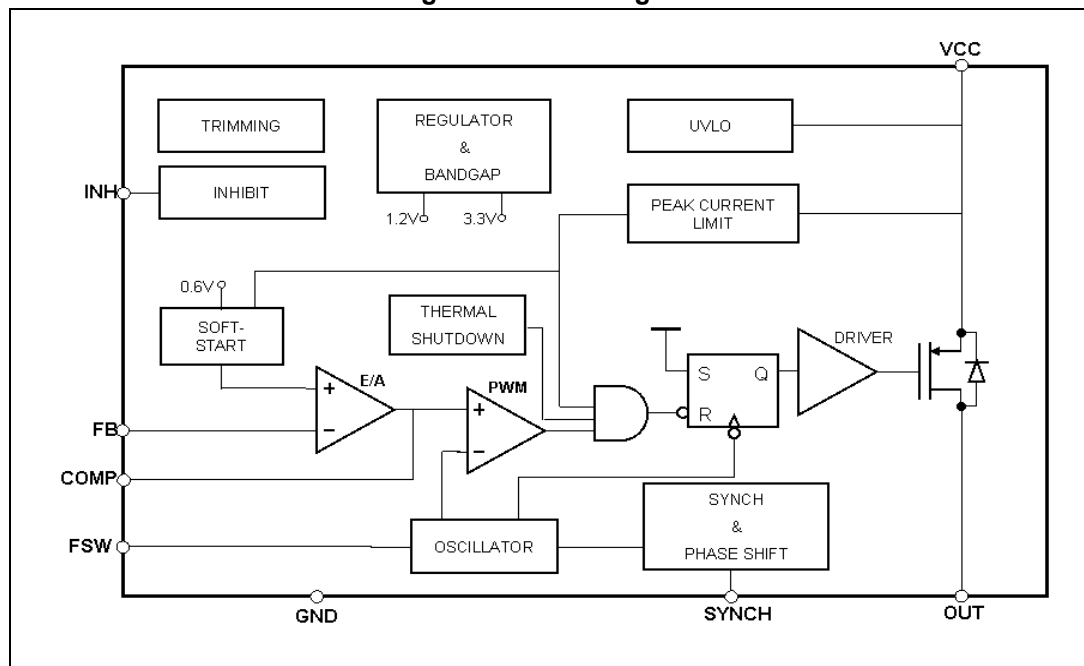 VCC
TRIMMING
REGULATOR
&
BANDGAP
UVLO
INH
INHIBIT
1.2V
3.3V
PEAK CURRENT
LIMIT
0.6V
SOFT-
START
THERMAL
SHUTDOWN
DRIVER
E/A
PWM
S
Q
R
+
−
+
−
FB
COMP
FSW
OSCILLATOR
SYNCH
&
PHASE SHIFT
GND
SYNCH
OUT